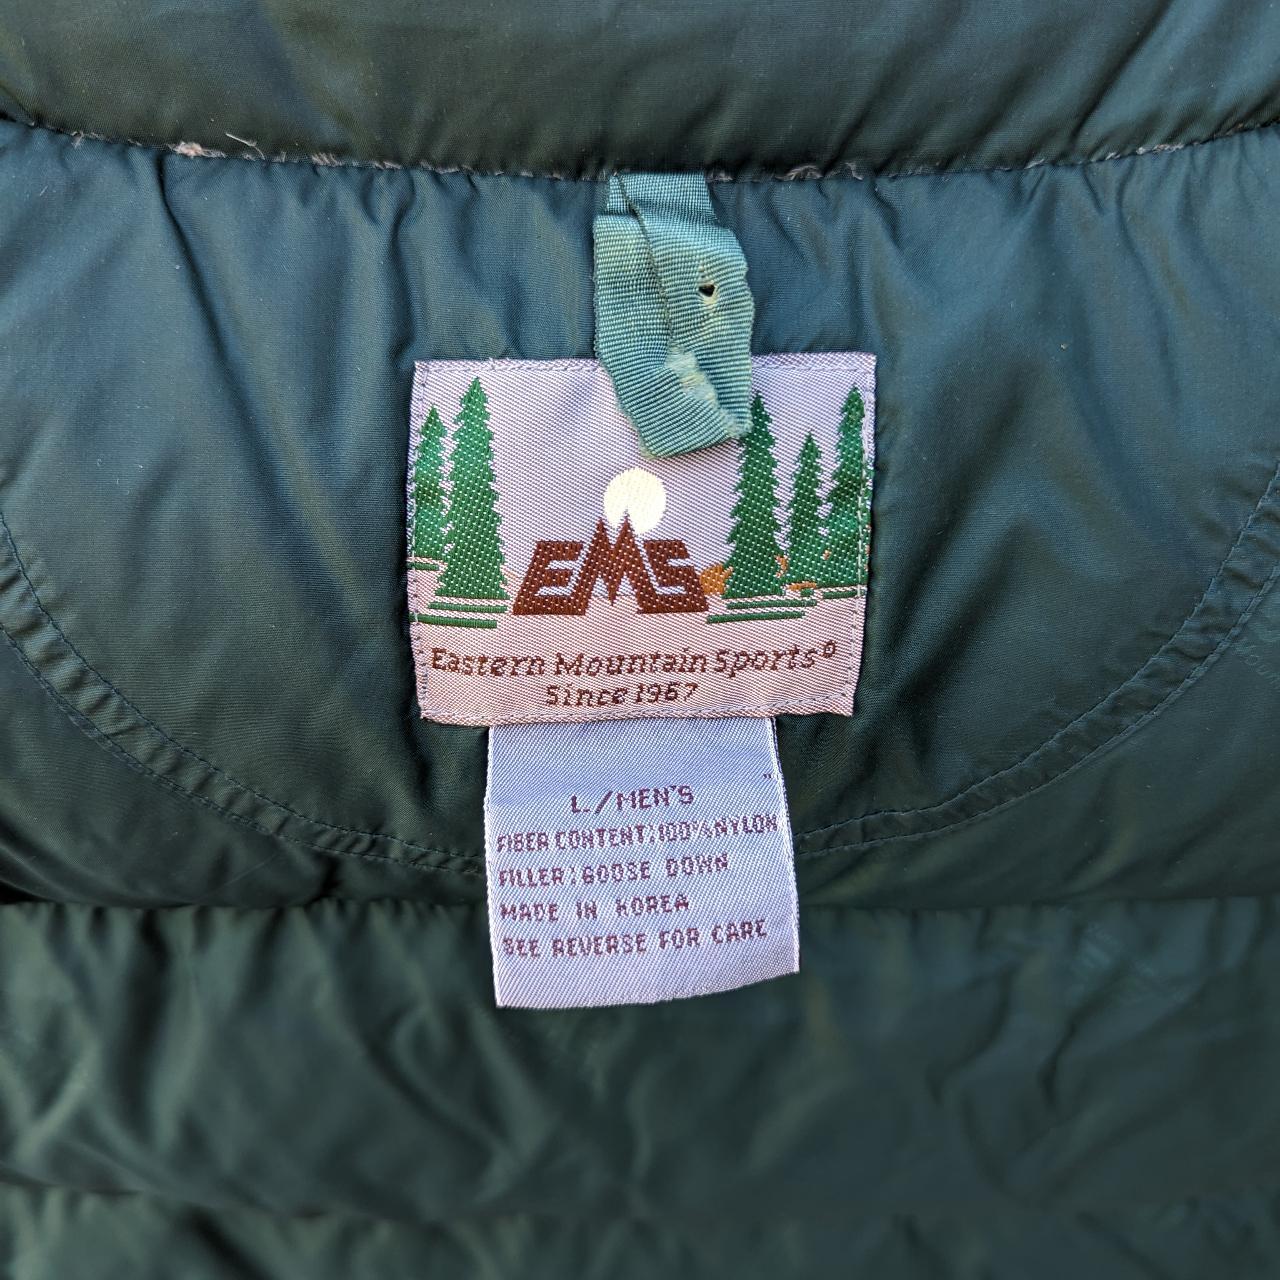 EMS
Eastern Mountain Sports®
Since 1967
L/MEN'S
FIBER CONTENT:100%NYLON
FILLER:GOOSE DOWN
MADE IN KOREA
SEE REVERSE FOR CARE